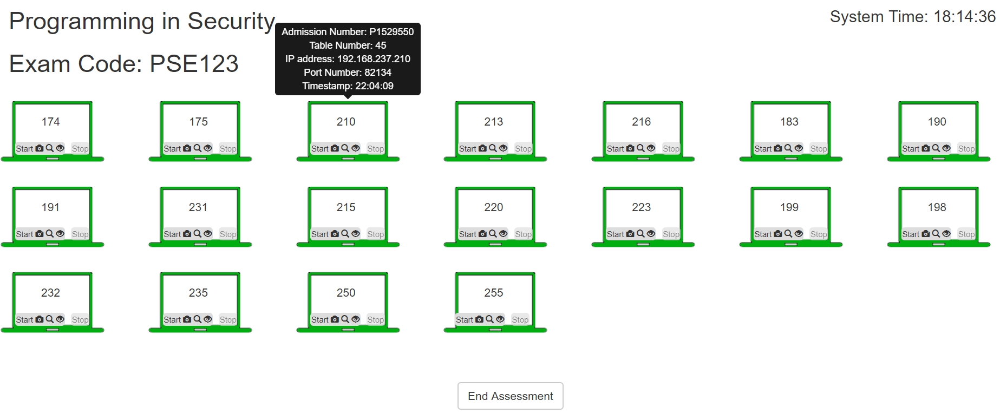 Programming in Security
System Time: 18:14:36
Admission Number: P1529550
Table Number: 45
IP address: 192.168.237.210
Port Number: 82134
Timestamp: 22:04:09
Exam Code: PSE123
174 175 210 213 216 183 190
Start Stop Start Stop Start Stop Start Stop Start Stop Start Stop Start Stop
191 231 215 220 223 199 198
Start Stop Start Stop Start Stop Start Stop Start Stop Start Stop Start Stop
232 235 250 255
Start Stop Start Stop Start Stop Start Stop
End Assessment